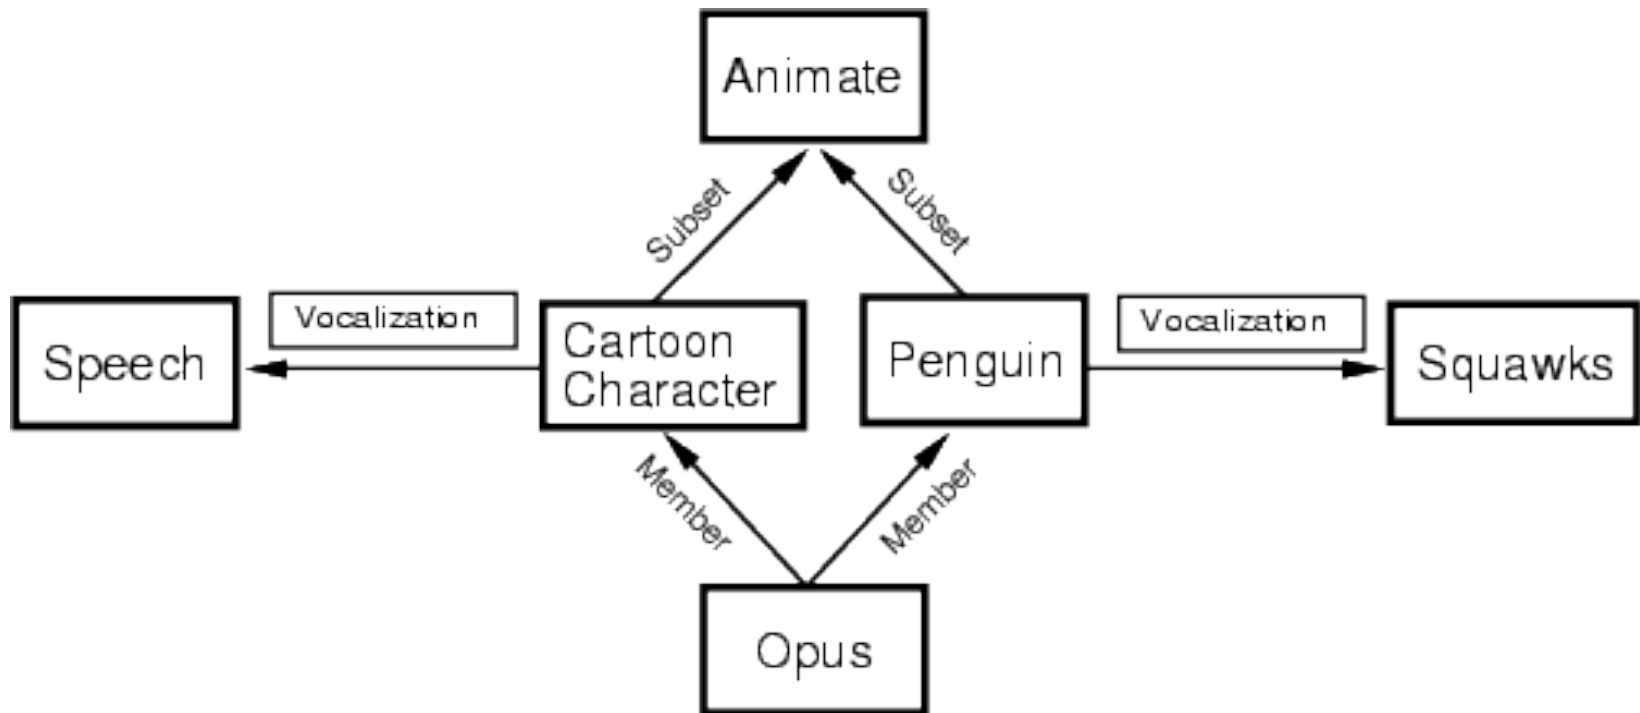 Animate
Subset
Subset
Vocalization
Vocalization
Speech
Cartoon
Character
Penguin
Squawks
Member
Member
Opus